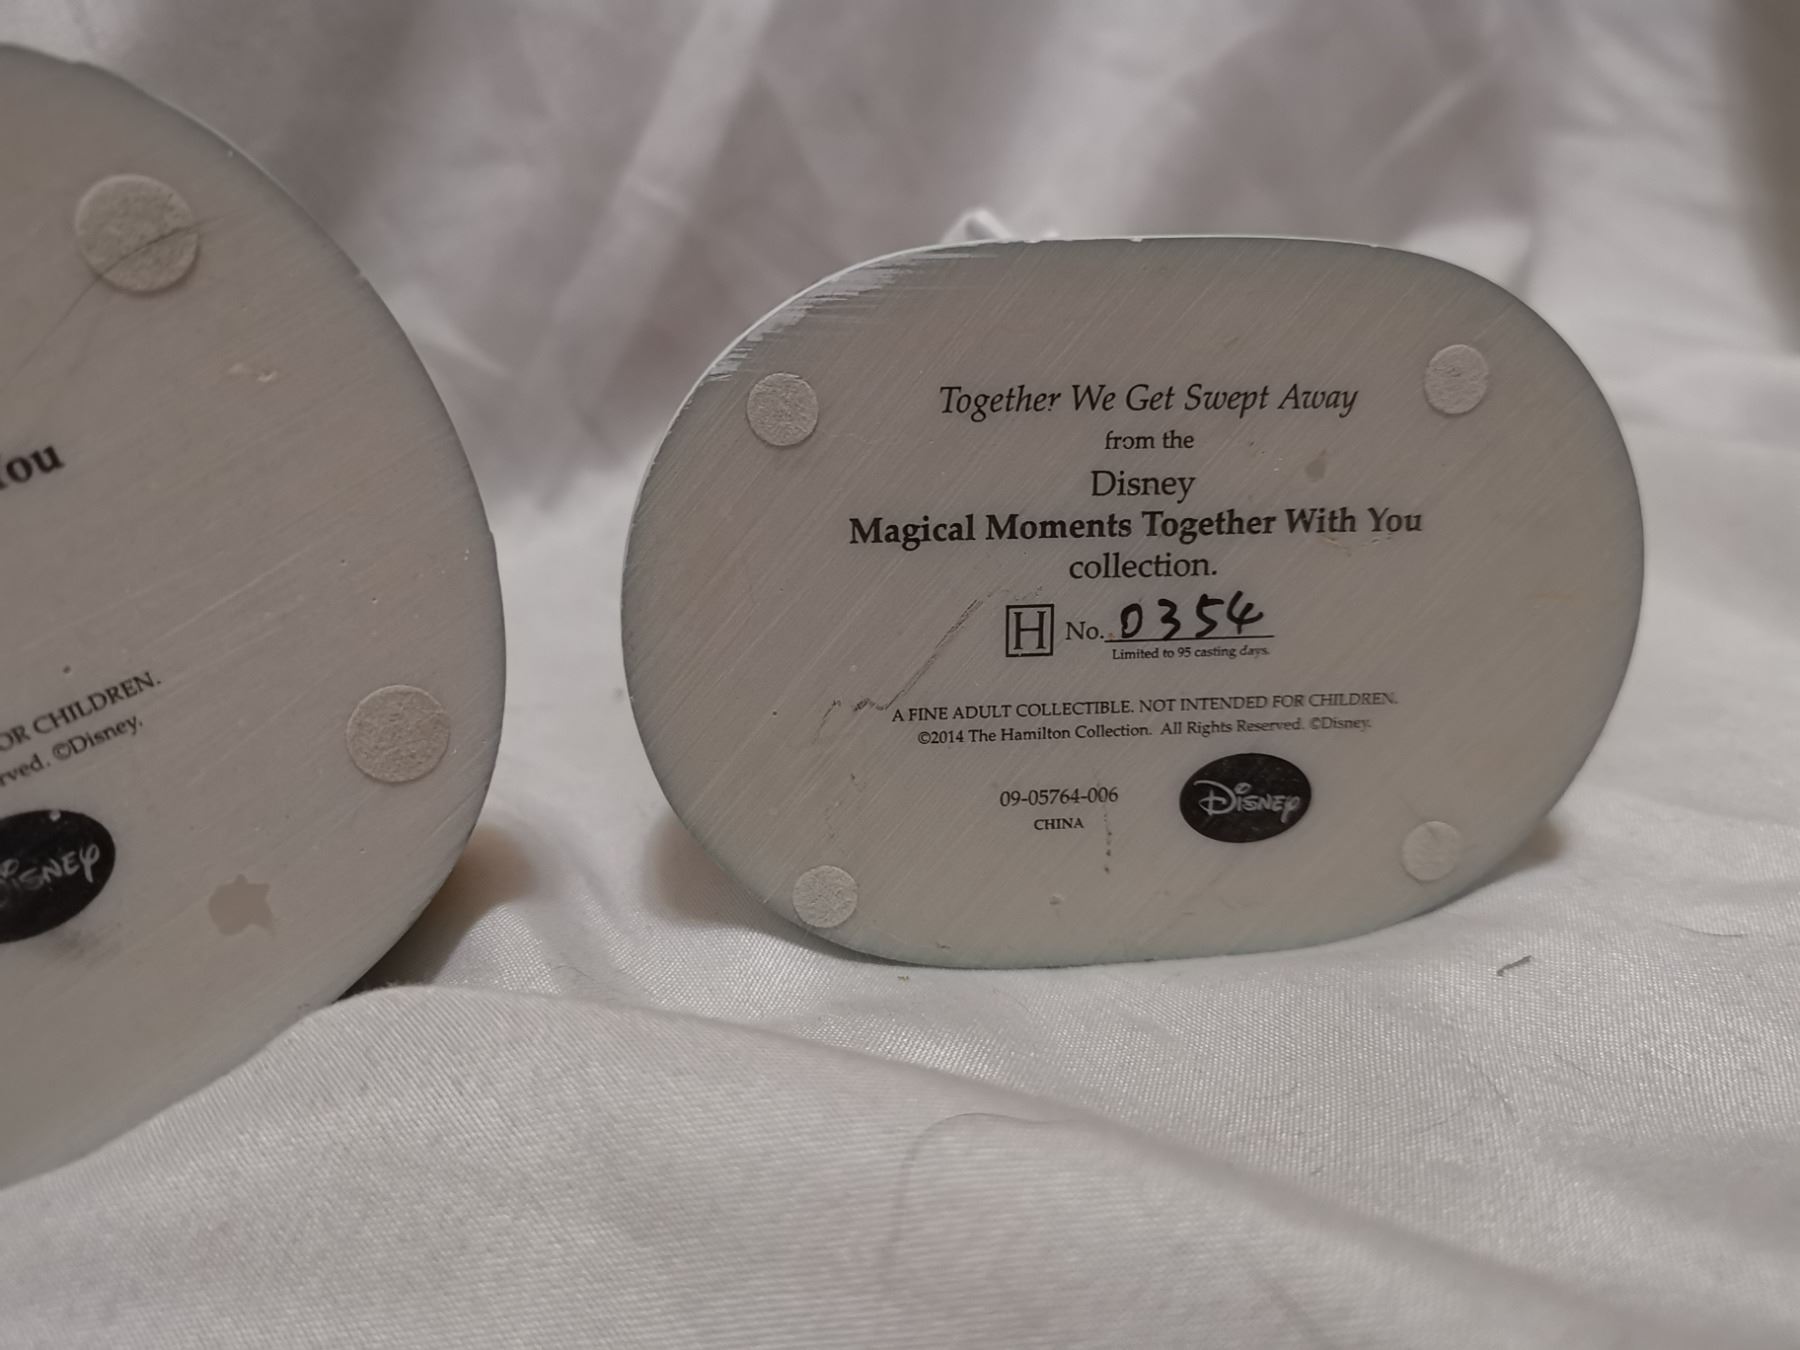 You
OR CHILDREN.
rved. ©Disney.
DISNEY
Together We Get Swept Away
from the
Disney
Magical Moments Together With You
collection.
H No. 0354
Limited to 95 casting days.
A FINE ADULT COLLECTIBLE. NOT INTENDED FOR CHILDREN.
©2014 The Hamilton Collection. All Rights Reserved. ©Disney.
09-05764-006
CHINA
DISNEY